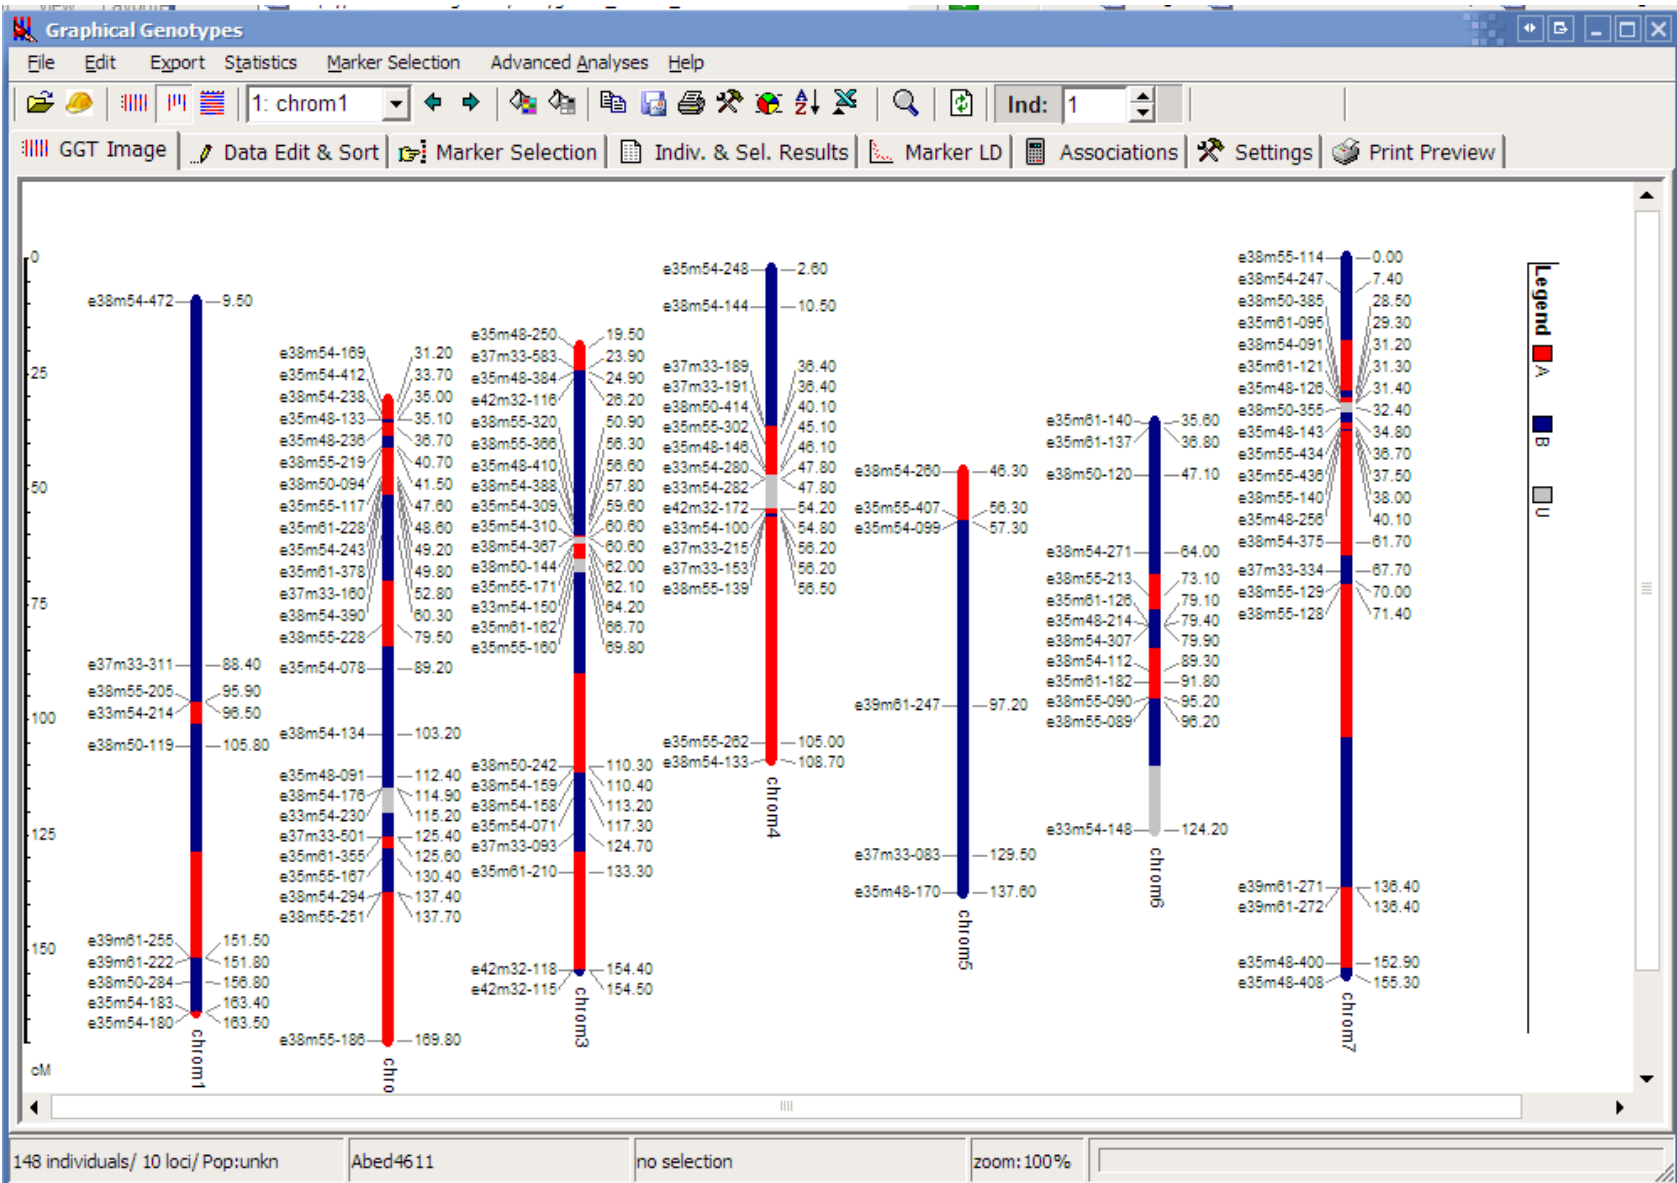 Graphical Genotypes
File Edit Export Statistics Marker Selection Advanced Analyses Help
1: chrom1 Ind: 1
GGT Image Data Edit & Sort Marker Selection Indiv. & Sel. Results Marker LD Associations Settings Print Preview
0
25
50
75
100
125
150
cM
e38m54-472 9.50
e37m33-311 88.40
e38m55-205 95.90
e33m54-214 96.50
e38m50-119 105.80
e39m61-255 151.50
e39m61-222 151.80
e38m50-284 156.80
e35m54-183 163.40
e35m54-180 163.50
chrom1
e38m54-169 31.20
e35m54-412 33.70
e38m54-238 35.00
e35m48-133 35.10
e35m48-236 36.70
e38m55-219 40.70
e38m50-094 41.50
e35m55-117 47.60
e35m61-228 48.60
e35m54-243 49.20
e35m61-378 49.80
e37m33-160 52.80
e38m54-390 60.30
e38m55-228 79.50
e35m54-078 89.20
e38m54-134 103.20
e35m48-091 112.40
e38m54-176 114.90
e33m54-230 115.20
e37m33-501 125.40
e35m61-355 125.60
e35m55-167 130.40
e38m54-294 137.40
e38m55-251 137.70
e38m55-186 169.80
chro
e35m48-250 19.50
e37m33-583 23.90
e35m48-384 24.90
e42m32-116 26.20
e38m55-320 50.90
e38m55-366 56.30
e35m48-410 56.60
e38m54-388 57.80
e35m54-309 59.60
e35m54-310 60.60
e38m54-367 60.60
e38m50-144 62.00
e35m55-171 62.10
e33m54-150 64.20
e35m61-162 66.70
e35m55-160 69.80
e38m50-242 110.30
e38m54-159 110.40
e38m54-158 113.20
e35m54-071 117.30
e37m33-093 124.70
e35m61-210 133.30
e42m32-118 154.40
e42m32-115 154.50
chrom3
e35m54-248 2.60
e38m54-144 10.50
e37m33-189 36.40
e37m33-191 36.40
e38m50-414 40.10
e35m55-302 45.10
e35m48-146 46.10
e33m54-280 47.80
e33m54-282 47.80
e42m32-172 54.20
e33m54-100 54.80
e37m33-215 56.20
e37m33-153 56.20
e38m55-139 56.50
e35m55-262 105.00
e38m54-133 108.70
chrom4
e38m54-260 46.30
e35m55-407 56.30
e35m54-099 57.30
e39m61-247 97.20
e37m33-083 129.50
e35m48-170 137.60
chrom5
e35m61-140 35.60
e35m61-137 36.80
e38m50-120 47.10
e38m54-271 64.00
e38m55-213 73.10
e35m61-126 79.10
e35m48-214 79.40
e38m54-307 79.90
e38m54-112 89.30
e35m61-182 91.80
e38m55-090 95.20
e38m55-089 96.20
e33m54-148 124.20
chrom6
e38m55-114 0.00
e38m54-247 7.40
e38m50-385 28.50
e35m61-095 29.30
e38m54-091 31.20
e35m61-121 31.30
e35m48-126 31.40
e38m50-355 32.40
e35m48-143 34.80
e35m55-434 36.70
e35m55-436 37.50
e38m55-140 38.00
e35m48-256 40.10
e38m54-375 61.70
e37m33-334 67.70
e38m55-129 70.00
e38m55-128 71.40
e39m61-271 136.40
e39m61-272 136.40
e35m48-400 152.90
e35m48-408 155.30
chrom7
Legend A B U
148 individuals/ 10 loci/ Pop:unkn Abed4611 no selection zoom:100%